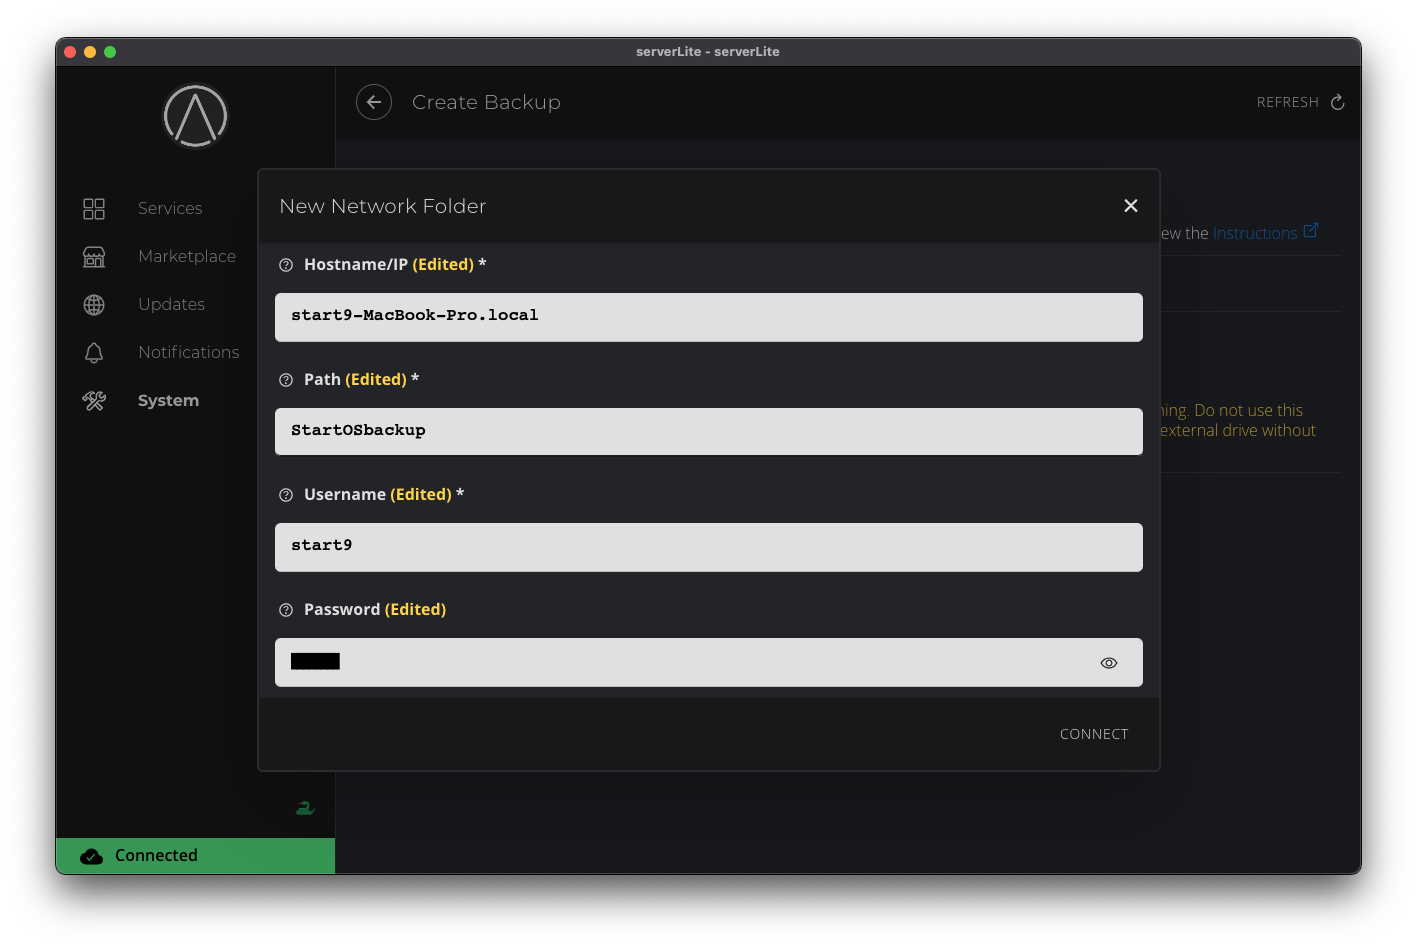 serverLite - serverLite
Create Backup
REFRESH
Services
Marketplace
Updates
Notifications
System
Connected
the Instructions
Do not use this
external drive without
New Network Folder
Hostname/IP (Edited) *
start9-MacBook-Pro.local
Path (Edited) *
StartOSbackup
Username (Edited) *
start9
Password (Edited)
CONNECT